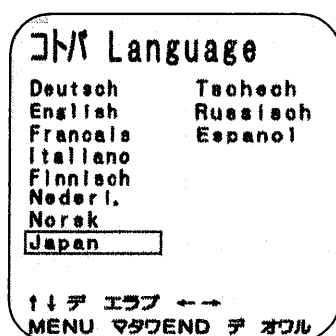 コトバ Language
Deutsch
English
Francais
Italiano
Finnisch
Nederl.
Norsk
Japan
Tschech
Russisch
Espanol
↑↓デ エラブ ←→
MENU マタワEND デ オワル